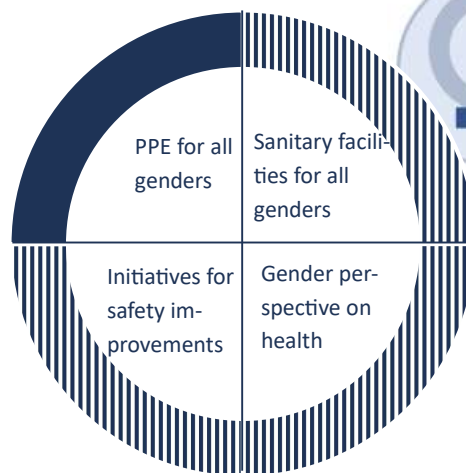 PPE for all
genders
Sanitary facili-
ties for all
genders
Initiatives for
safety im-
provements
Gender per-
spective on
health